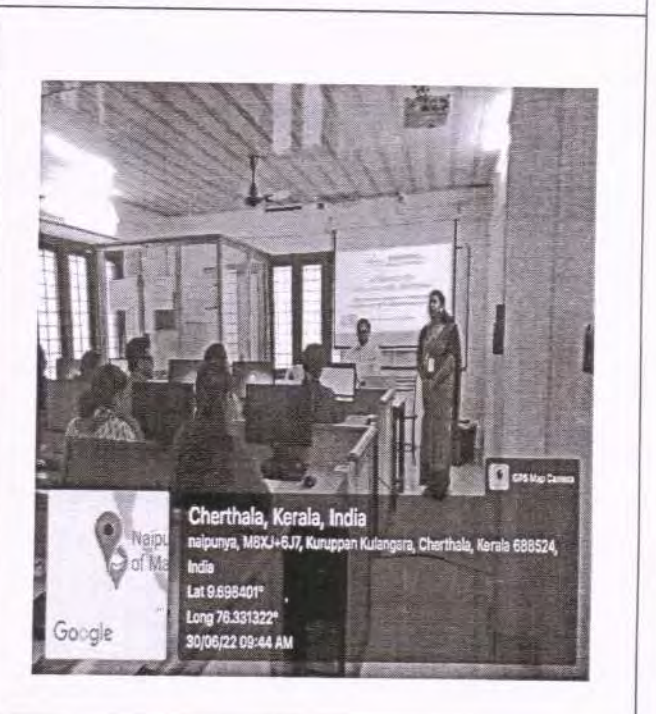 GPS Map Camera
Cherthala, Kerala, India
naipunya, M8XJ+6J7, Kuruppan Kulangara, Cherthala, Kerala 688524,
India
Lat 9.698401°
Long 76.331322°
30/06/22 09:44 AM
Naipu
of Ma
Google